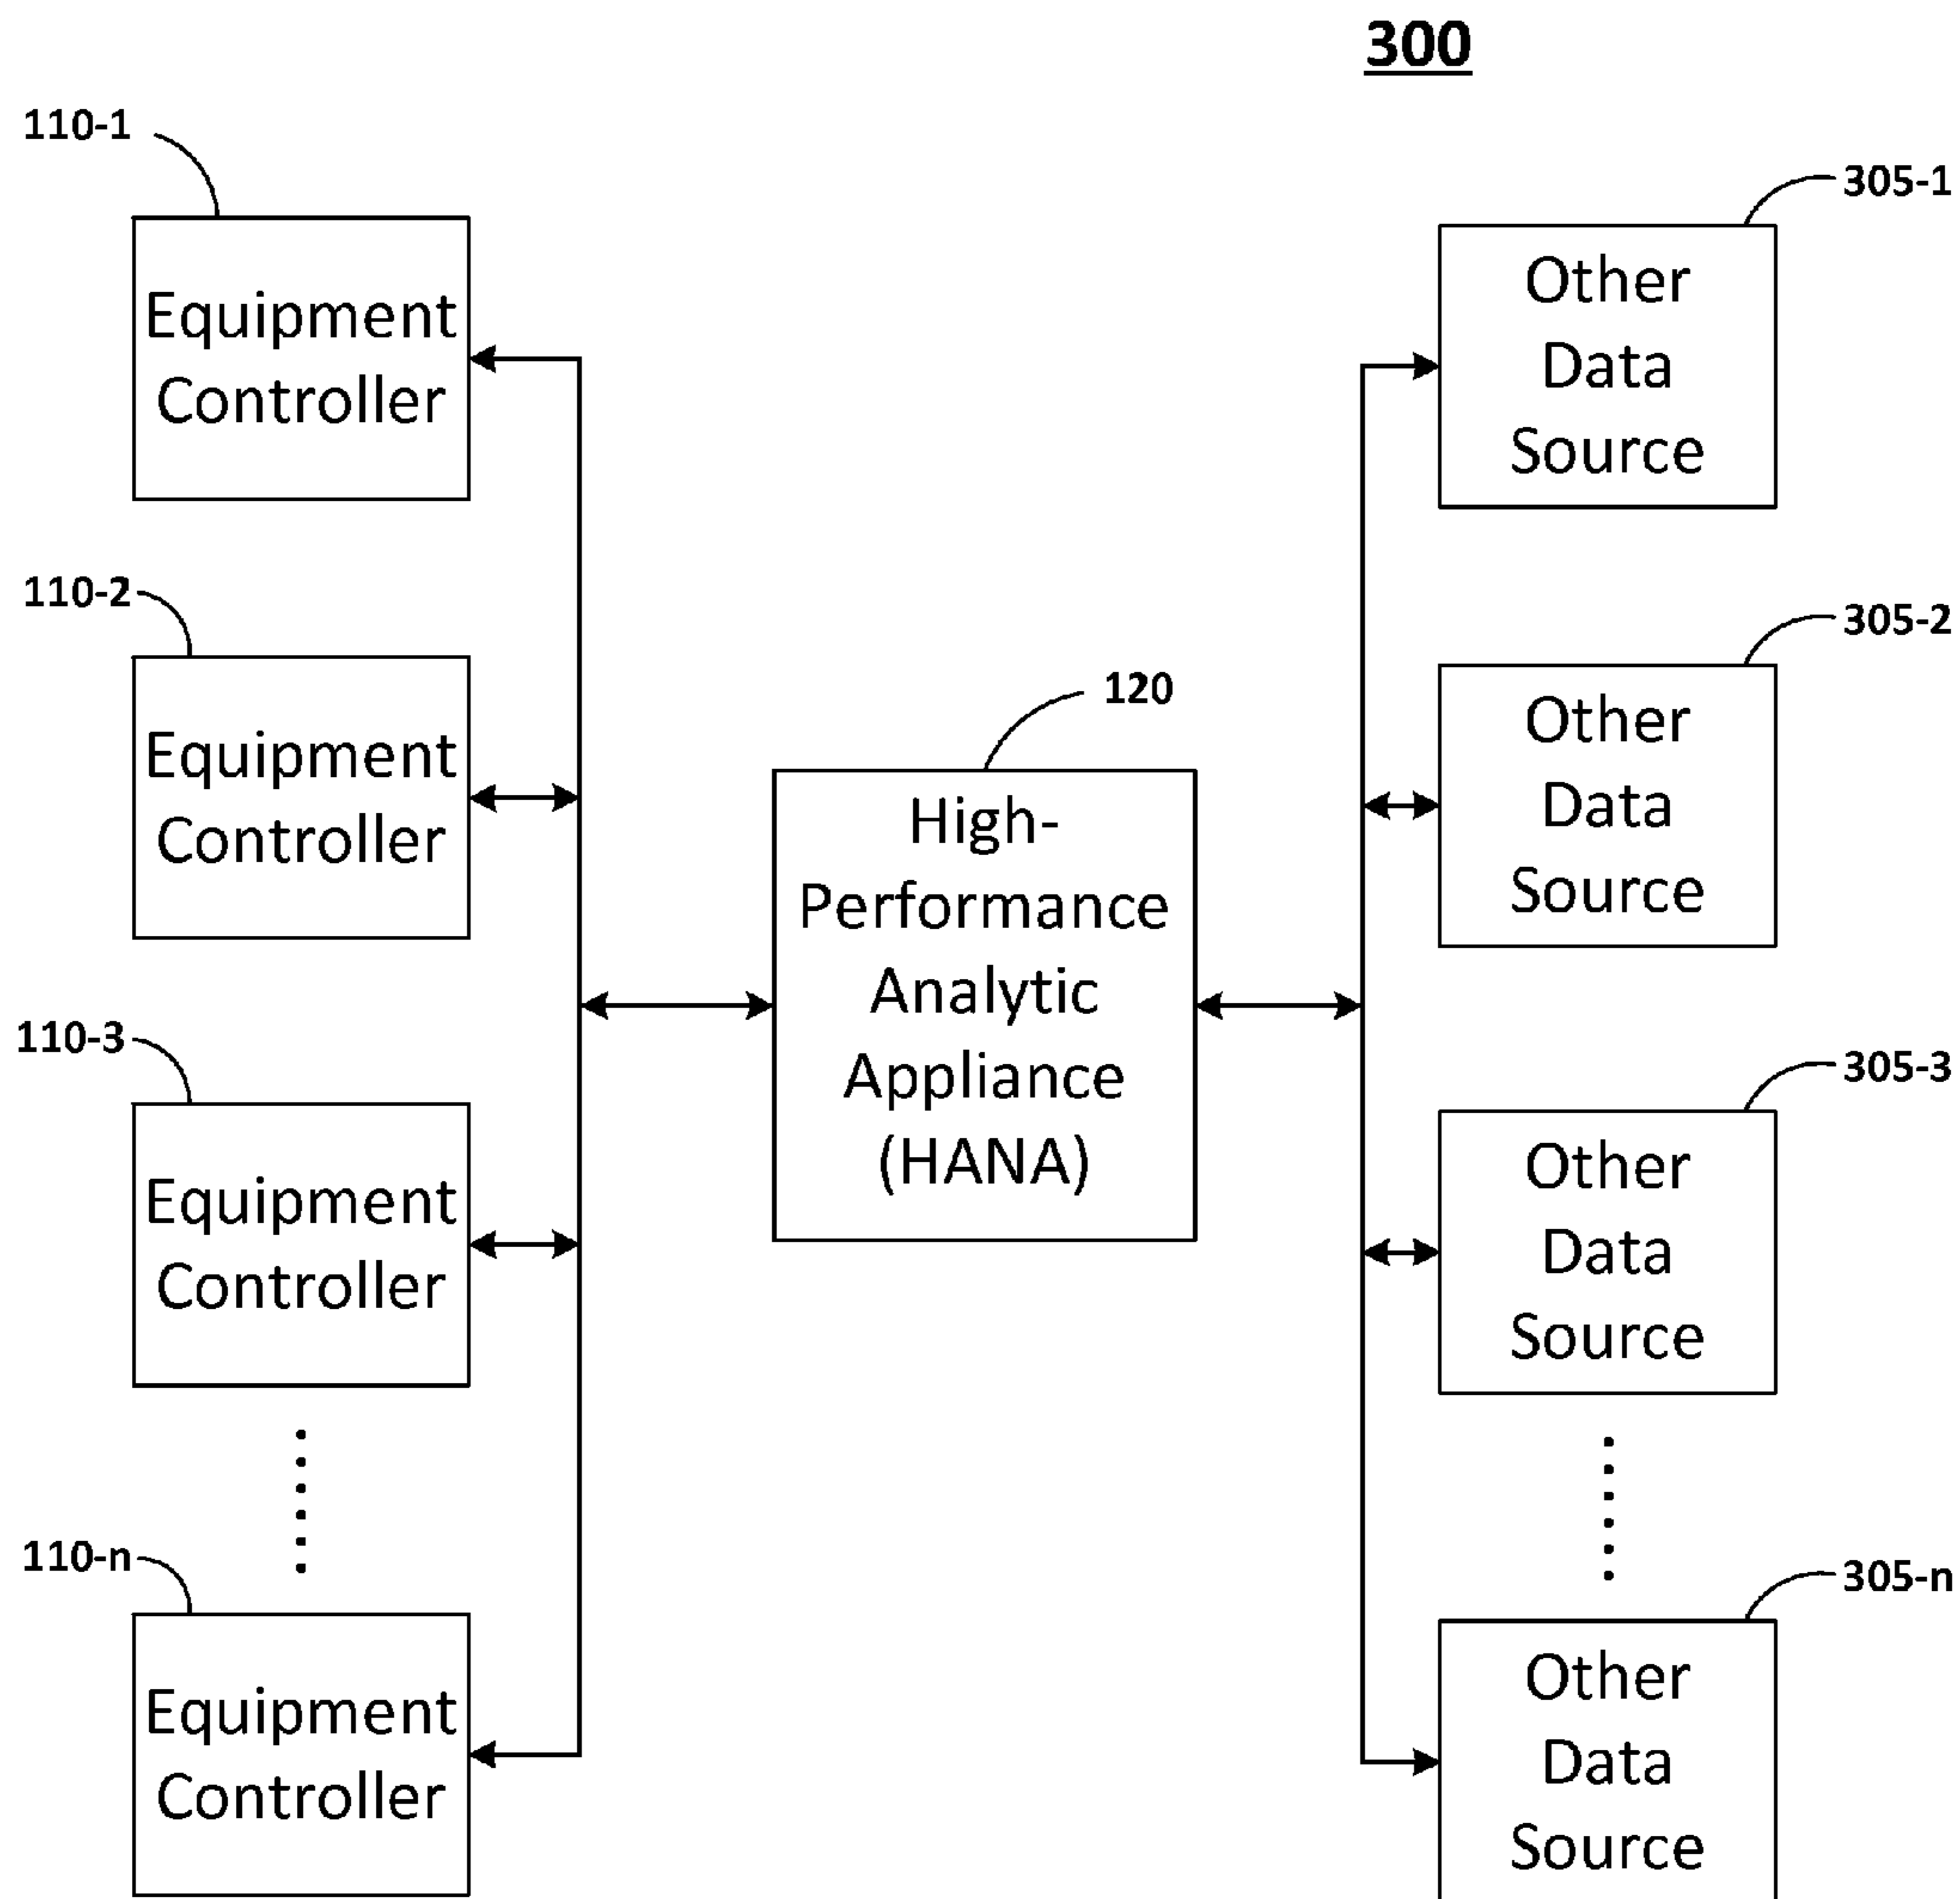 300
110-1
Equipment
Controller
305-1
Other
Data
Source
110-2
Equipment
Controller
305-2
Other
Data
Source
120
High-
Performance
Analytic
Appliance
(HANA)
110-3
Equipment
Controller
305-3
Other
Data
Source
110-n
Equipment
Controller
305-n
Other
Data
Source